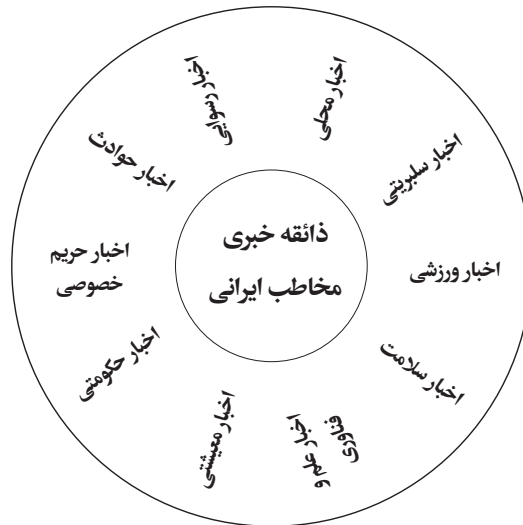 ذائقه خبری
مخاطب ایرانی
اخبار محلی
اخبار سلبریتی
اخبار ورزشی
اخبار سلامت
اخبار علم و
فناوری
اخبار معیشتی
اخبار حکومتی
اخبار حریم
خصوصی
اخبار حوادث
اخبار رسوایی